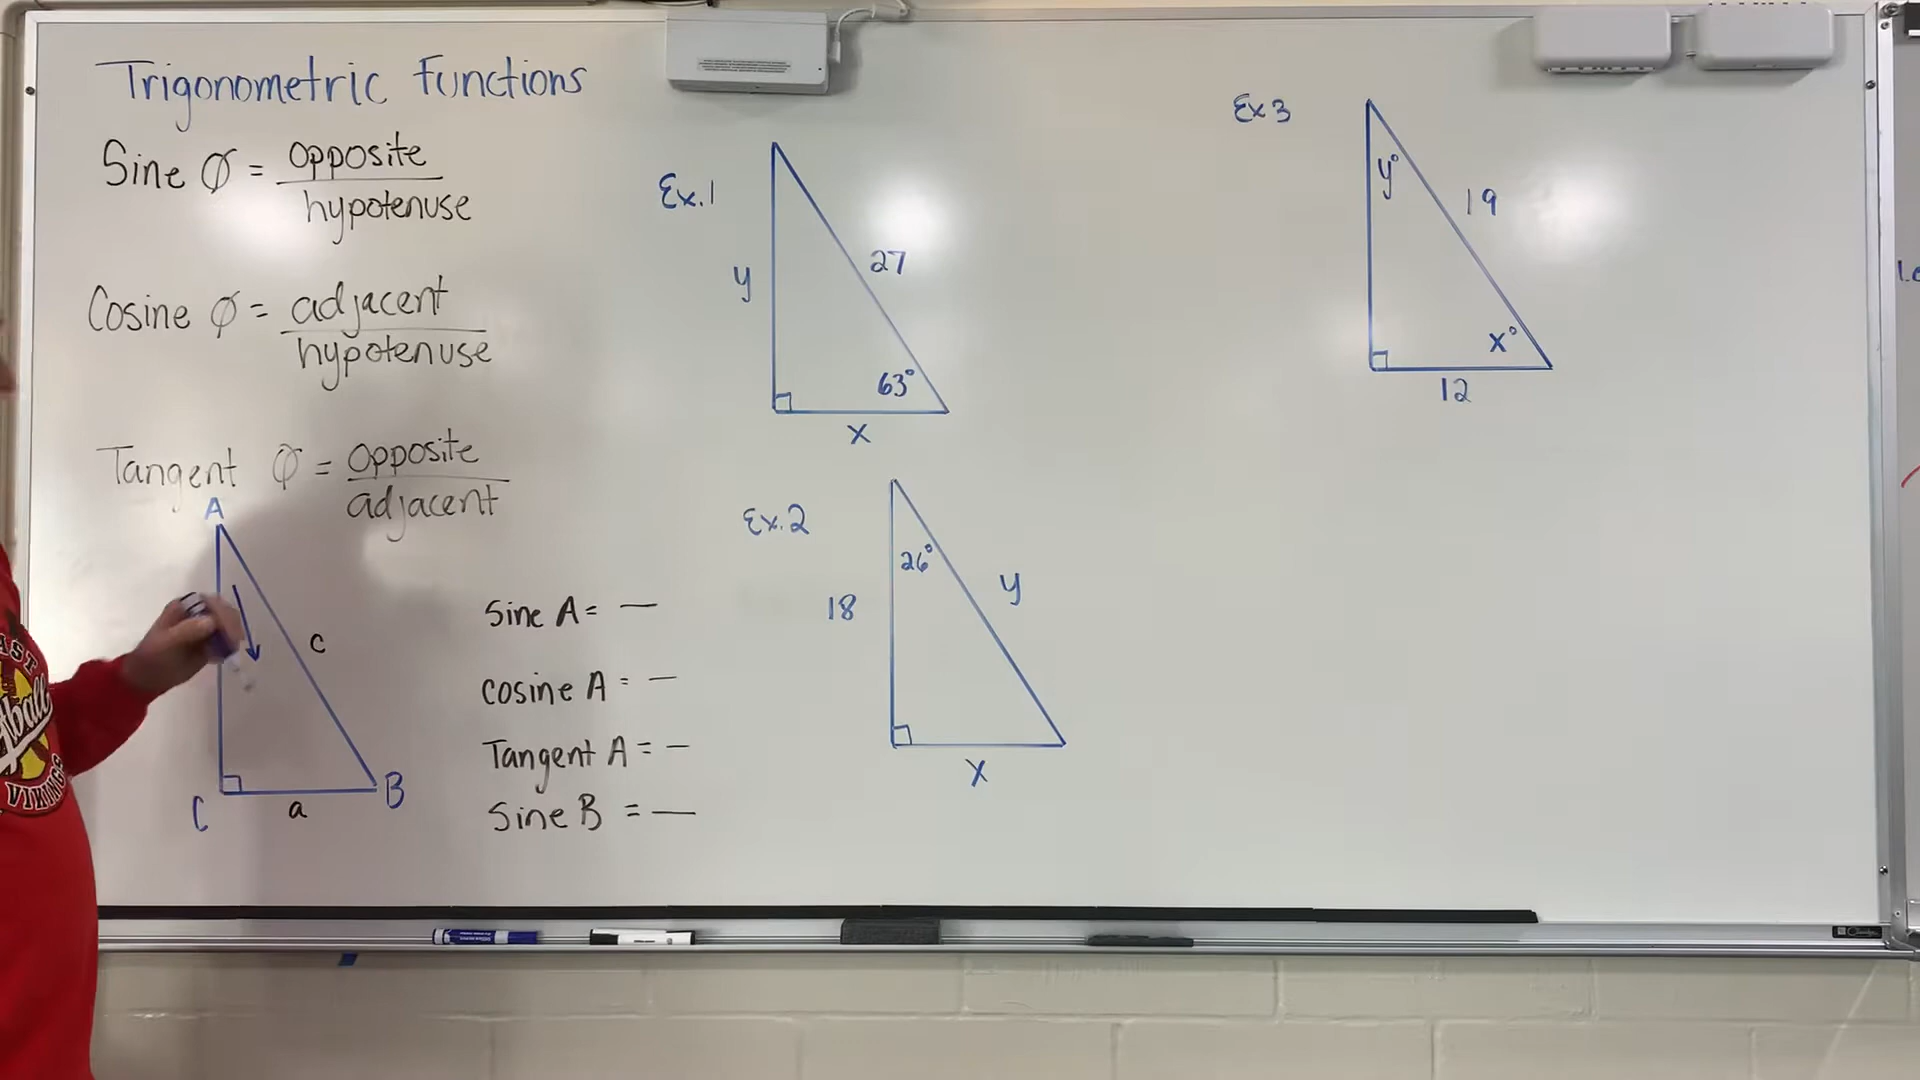 Trigonometric Functions
Sine Ø = opposite
hypotenuse
Cosine Ø = adjacent
hypotenuse
Tangent Ø = opposite
adjacent
A
c
C
a
B
Sine A = —
Cosine A = —
Tangent A = —
Sine B = —
Ex.1
y
27
63°
x
Ex.2
26°
18
y
x
Ex 3
y°
19
x°
12
VIKINGS